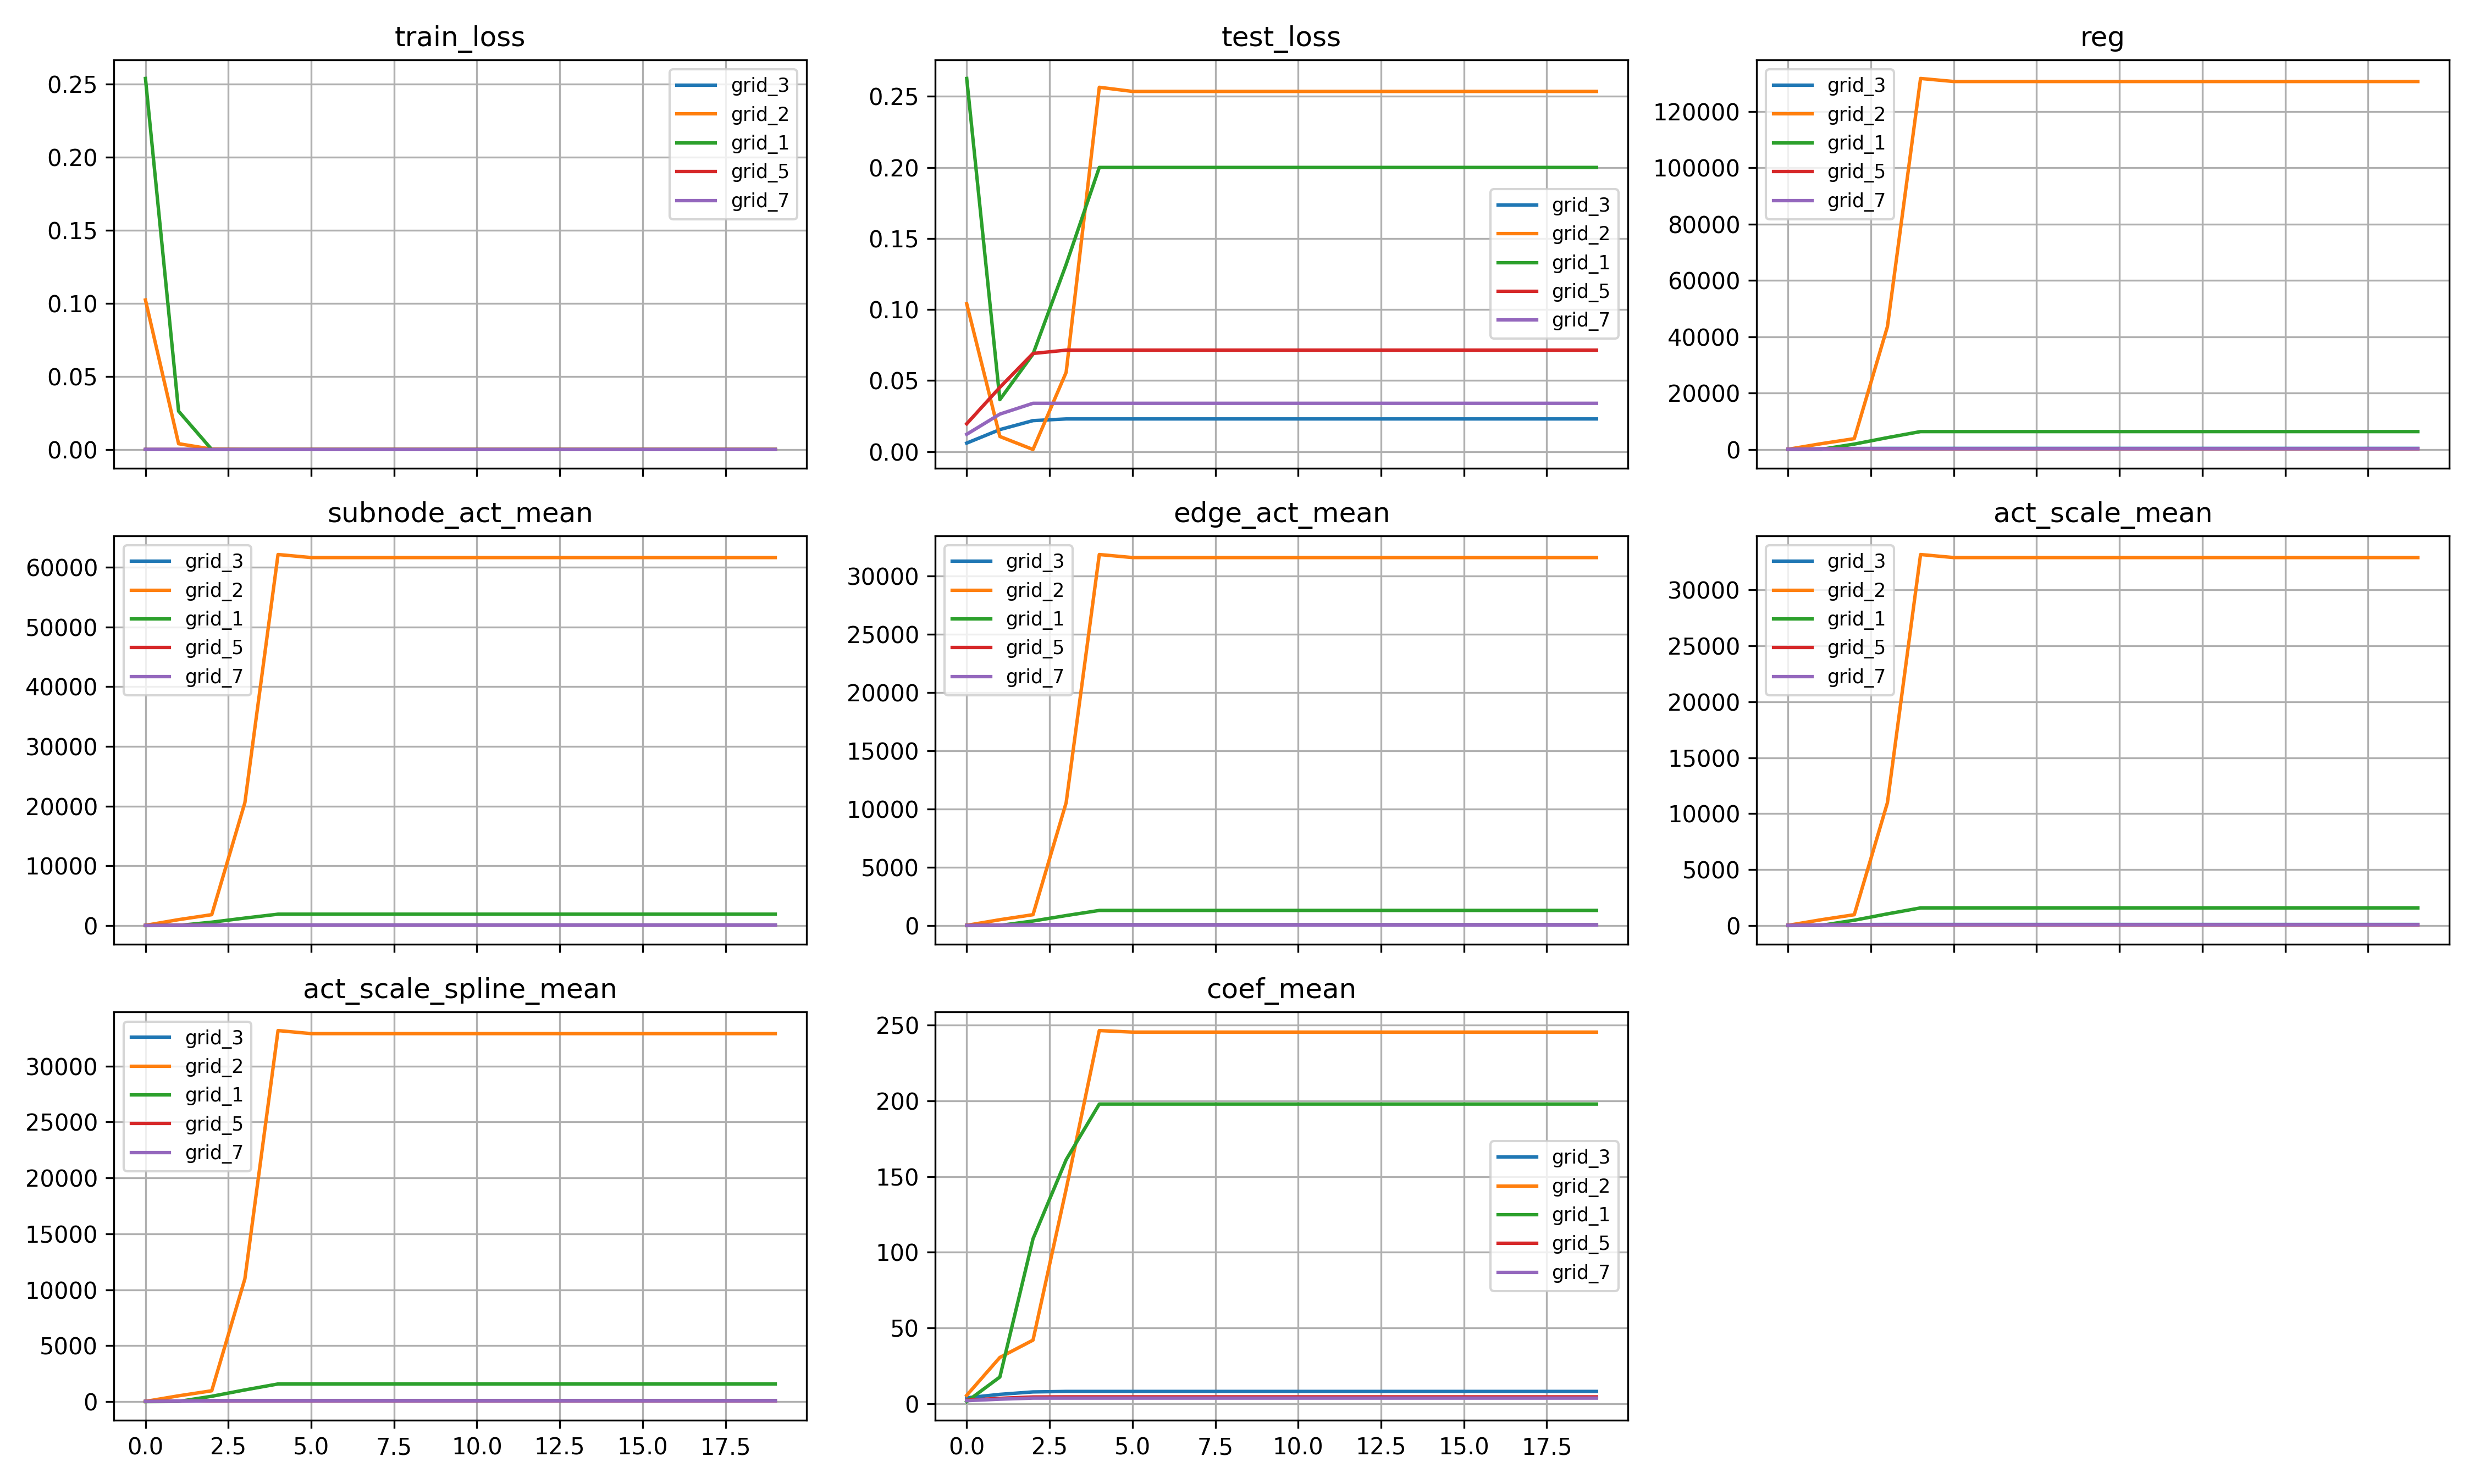 train_loss
0.25
0.20
0.15
0.10
0.05
0.00
grid_3
grid_2
grid_1
grid_5
grid_7
test_loss
0.25
0.20
0.15
0.10
0.05
0.00
grid_3
grid_2
grid_1
grid_5
grid_7
reg
120000
100000
80000
60000
40000
20000
0
grid_3
grid_2
grid_1
grid_5
grid_7
subnode_act_mean
60000
50000
40000
30000
20000
10000
0
grid_3
grid_2
grid_1
grid_5
grid_7
edge_act_mean
30000
25000
20000
15000
10000
5000
0
grid_3
grid_2
grid_1
grid_5
grid_7
act_scale_mean
30000
25000
20000
15000
10000
5000
0
grid_3
grid_2
grid_1
grid_5
grid_7
act_scale_spline_mean
30000
25000
20000
15000
10000
5000
0
grid_3
grid_2
grid_1
grid_5
grid_7
0.0 2.5 5.0 7.5 10.0 12.5 15.0 17.5
coef_mean
250
200
150
100
50
0
grid_3
grid_2
grid_1
grid_5
grid_7
0.0 2.5 5.0 7.5 10.0 12.5 15.0 17.5